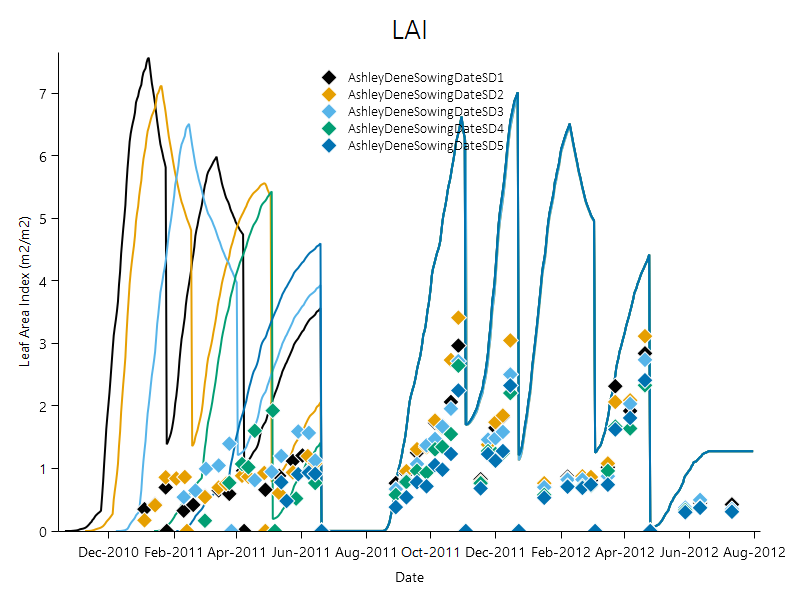 LAI
AshleyDeneSowingDateSD1
AshleyDeneSowingDateSD2
AshleyDeneSowingDateSD3
AshleyDeneSowingDateSD4
AshleyDeneSowingDateSD5
Leaf Area Index (m2/m2)
7
6
5
4
3
2
1
0
Dec-2010 Feb-2011 Apr-2011 Jun-2011 Aug-2011 Oct-2011 Dec-2011 Feb-2012 Apr-2012 Jun-2012 Aug-2012
Date